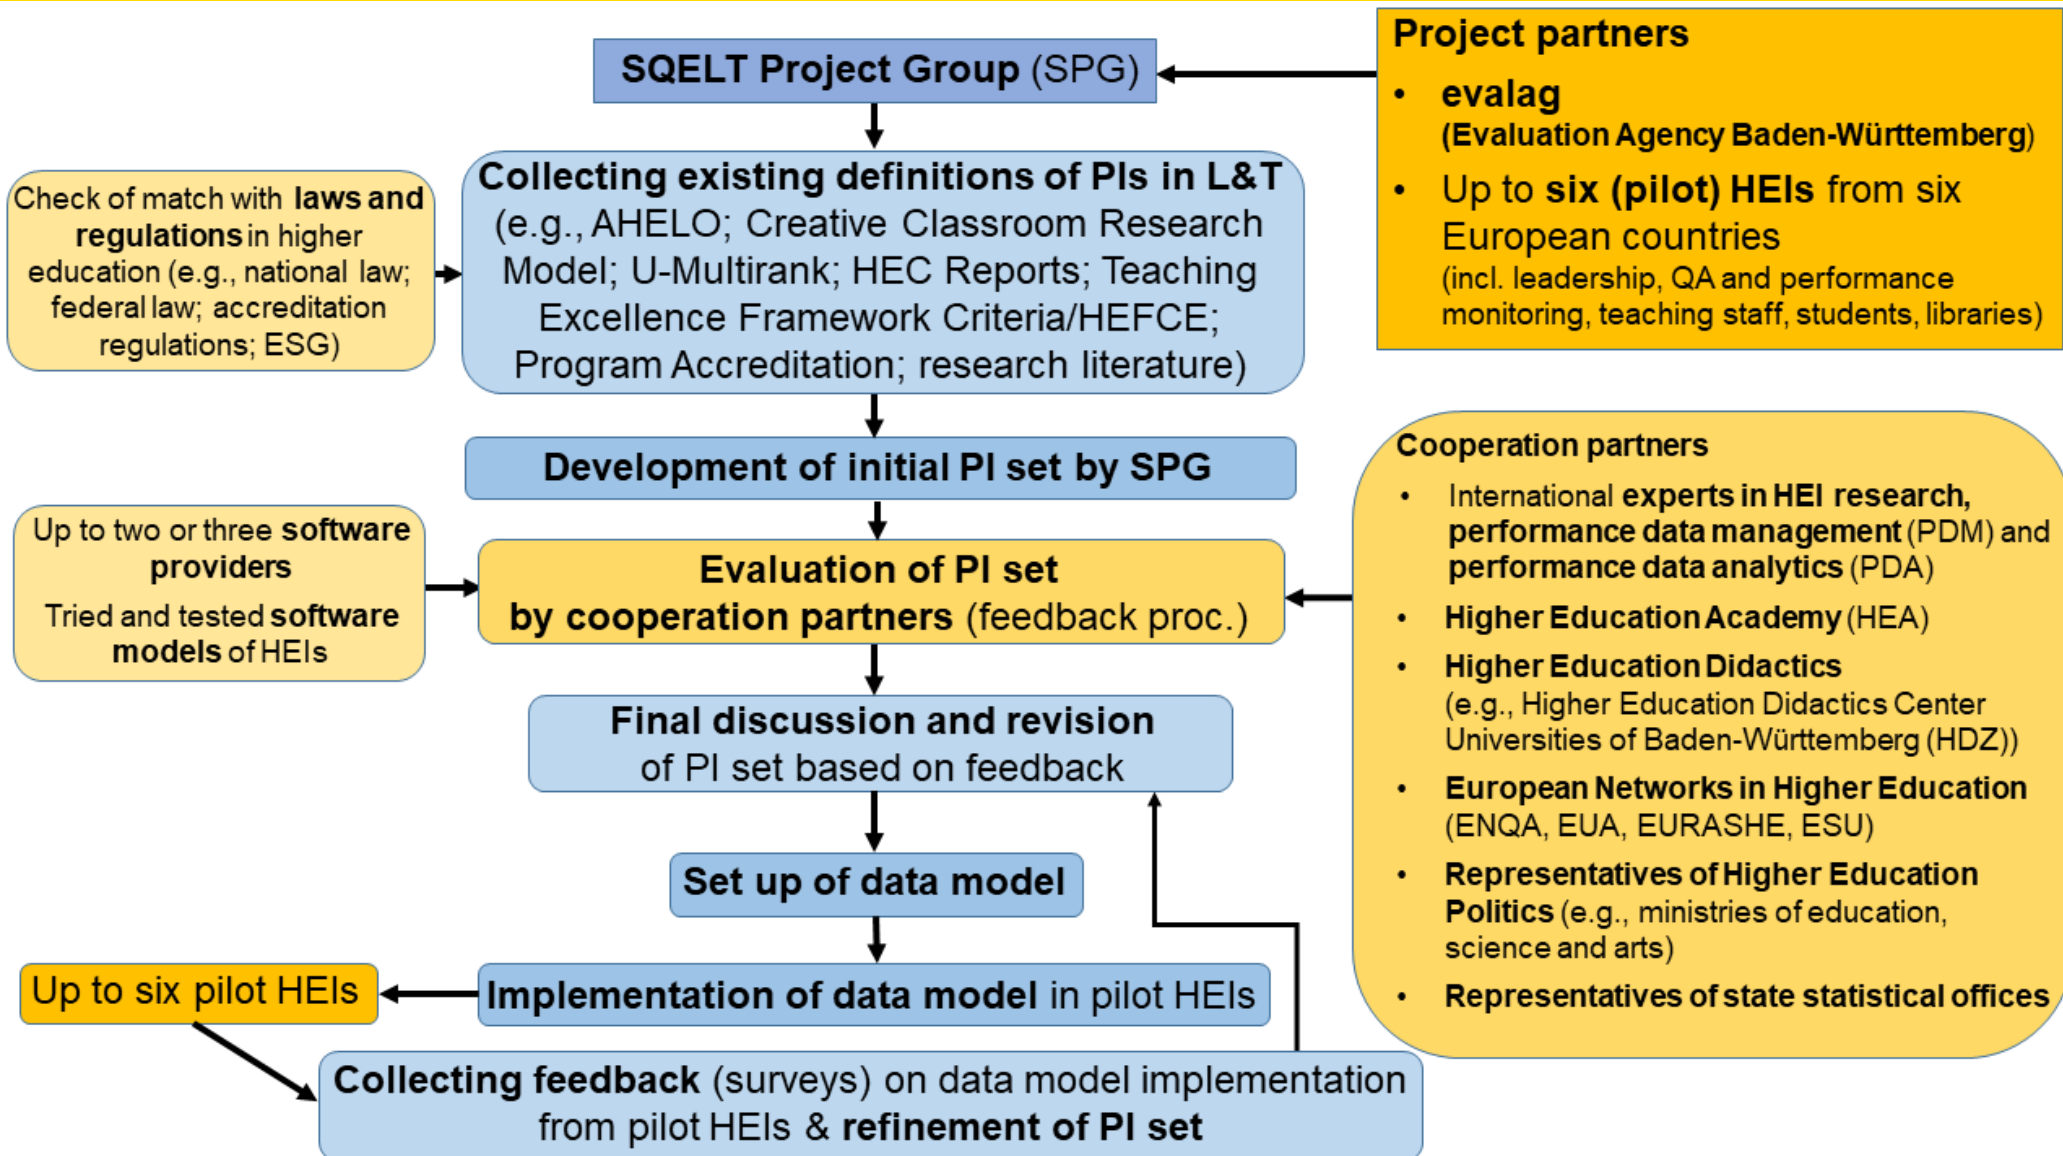 SQELT Project Group (SPG)
Project partners
• evalag
(Evaluation Agency Baden-Württemberg)
• Up to six (pilot) HEIs from six
European countries
(incl. leadership, QA and performance
monitoring, teaching staff, students, libraries)
Check of match with laws and
regulations in higher
education (e.g., national law;
federal law; accreditation
regulations; ESG)
Collecting existing definitions of PIs in L&T
(e.g., AHELO; Creative Classroom Research
Model; U-Multirank; HEC Reports; Teaching
Excellence Framework Criteria/HEFCE;
Program Accreditation; research literature)
Development of initial PI set by SPG
Up to two or three software
providers
Tried and tested software
models of HEIs
Evaluation of PI set
by cooperation partners (feedback proc.)
Cooperation partners
• International experts in HEI research,
performance data management (PDM) and
performance data analytics (PDA)
• Higher Education Academy (HEA)
• Higher Education Didactics
(e.g., Higher Education Didactics Center
Universities of Baden-Württemberg (HDZ))
• European Networks in Higher Education
(ENQA, EUA, EURASHE, ESU)
• Representatives of Higher Education
Politics (e.g., ministries of education,
science and arts)
• Representatives of state statistical offices
Final discussion and revision
of PI set based on feedback
Set up of data model
Implementation of data model in pilot HEIs
Up to six pilot HEIs
Collecting feedback (surveys) on data model implementation
from pilot HEIs & refinement of PI set